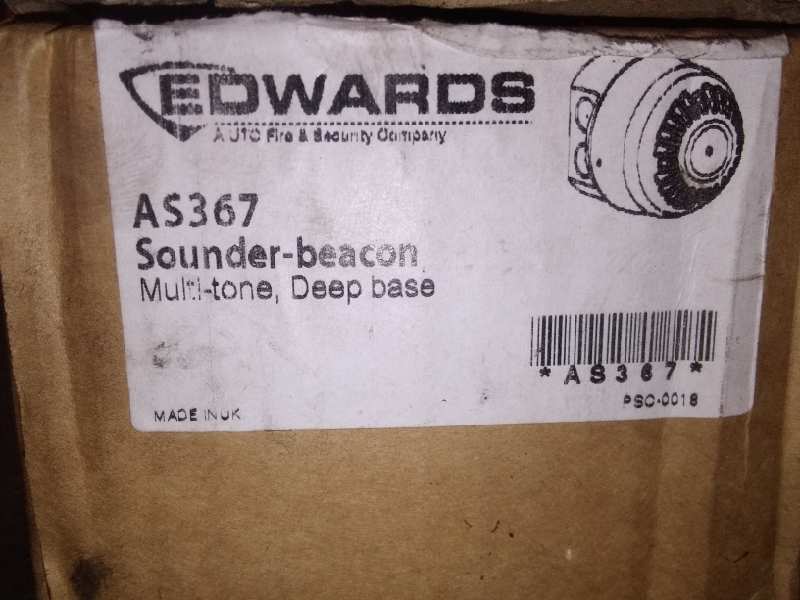 EDWARDS
A UTC Fire & Security Company
AS367
Sounder-beacon
Multi-tone, Deep base
*AS367*
PSC-0018
MADE IN UK